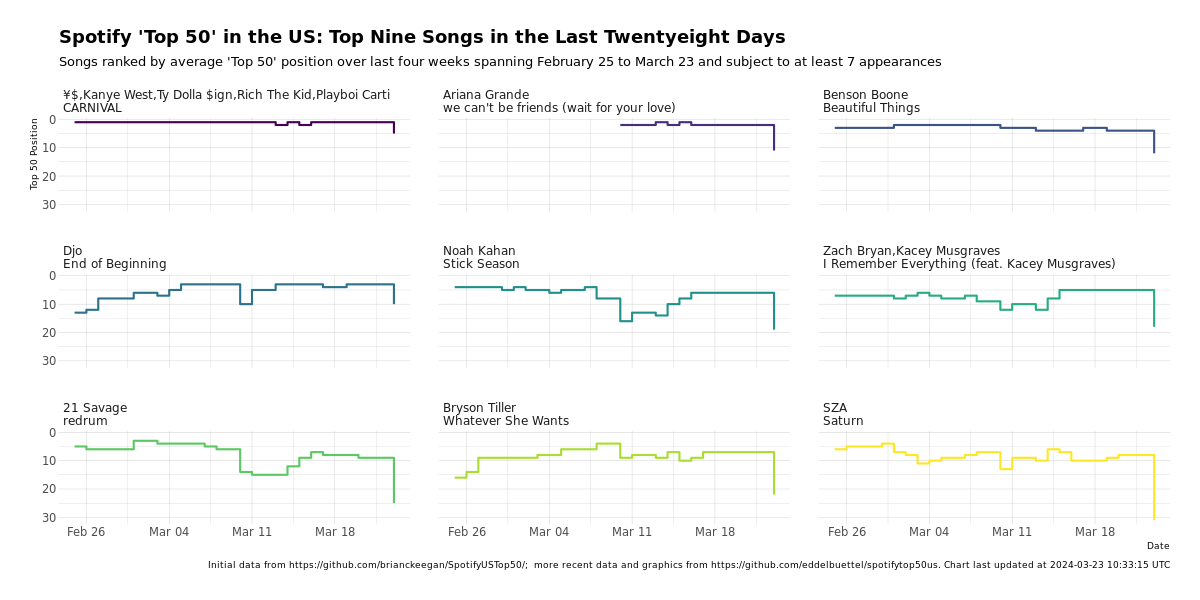 Spotify 'Top 50' in the US: Top Nine Songs in the Last Twentyeight Days
Songs ranked by average 'Top 50' position over last four weeks spanning February 25 to March 23 and subject to at least 7 appearances
¥$,Kanye West,Ty Dolla $ign,Rich The Kid,Playboi Carti
CARNIVAL
Ariana Grande
we can't be friends (wait for your love)
Benson Boone
Beautiful Things
Top 50 Position
0
10
20
30
Djo
End of Beginning
Noah Kahan
Stick Season
Zach Bryan,Kacey Musgraves
I Remember Everything (feat. Kacey Musgraves)
0
10
20
30
21 Savage
redrum
Bryson Tiller
Whatever She Wants
SZA
Saturn
0
10
20
30
Feb 26 Mar 04 Mar 11 Mar 18
Feb 26 Mar 04 Mar 11 Mar 18
Feb 26 Mar 04 Mar 11 Mar 18
Date
Initial data from https://github.com/brianckeegan/SpotifyUSTop50/;  more recent data and graphics from https://github.com/eddelbuettel/spotifytop50us. Chart last updated at 2024-03-23 10:33:15 UTC